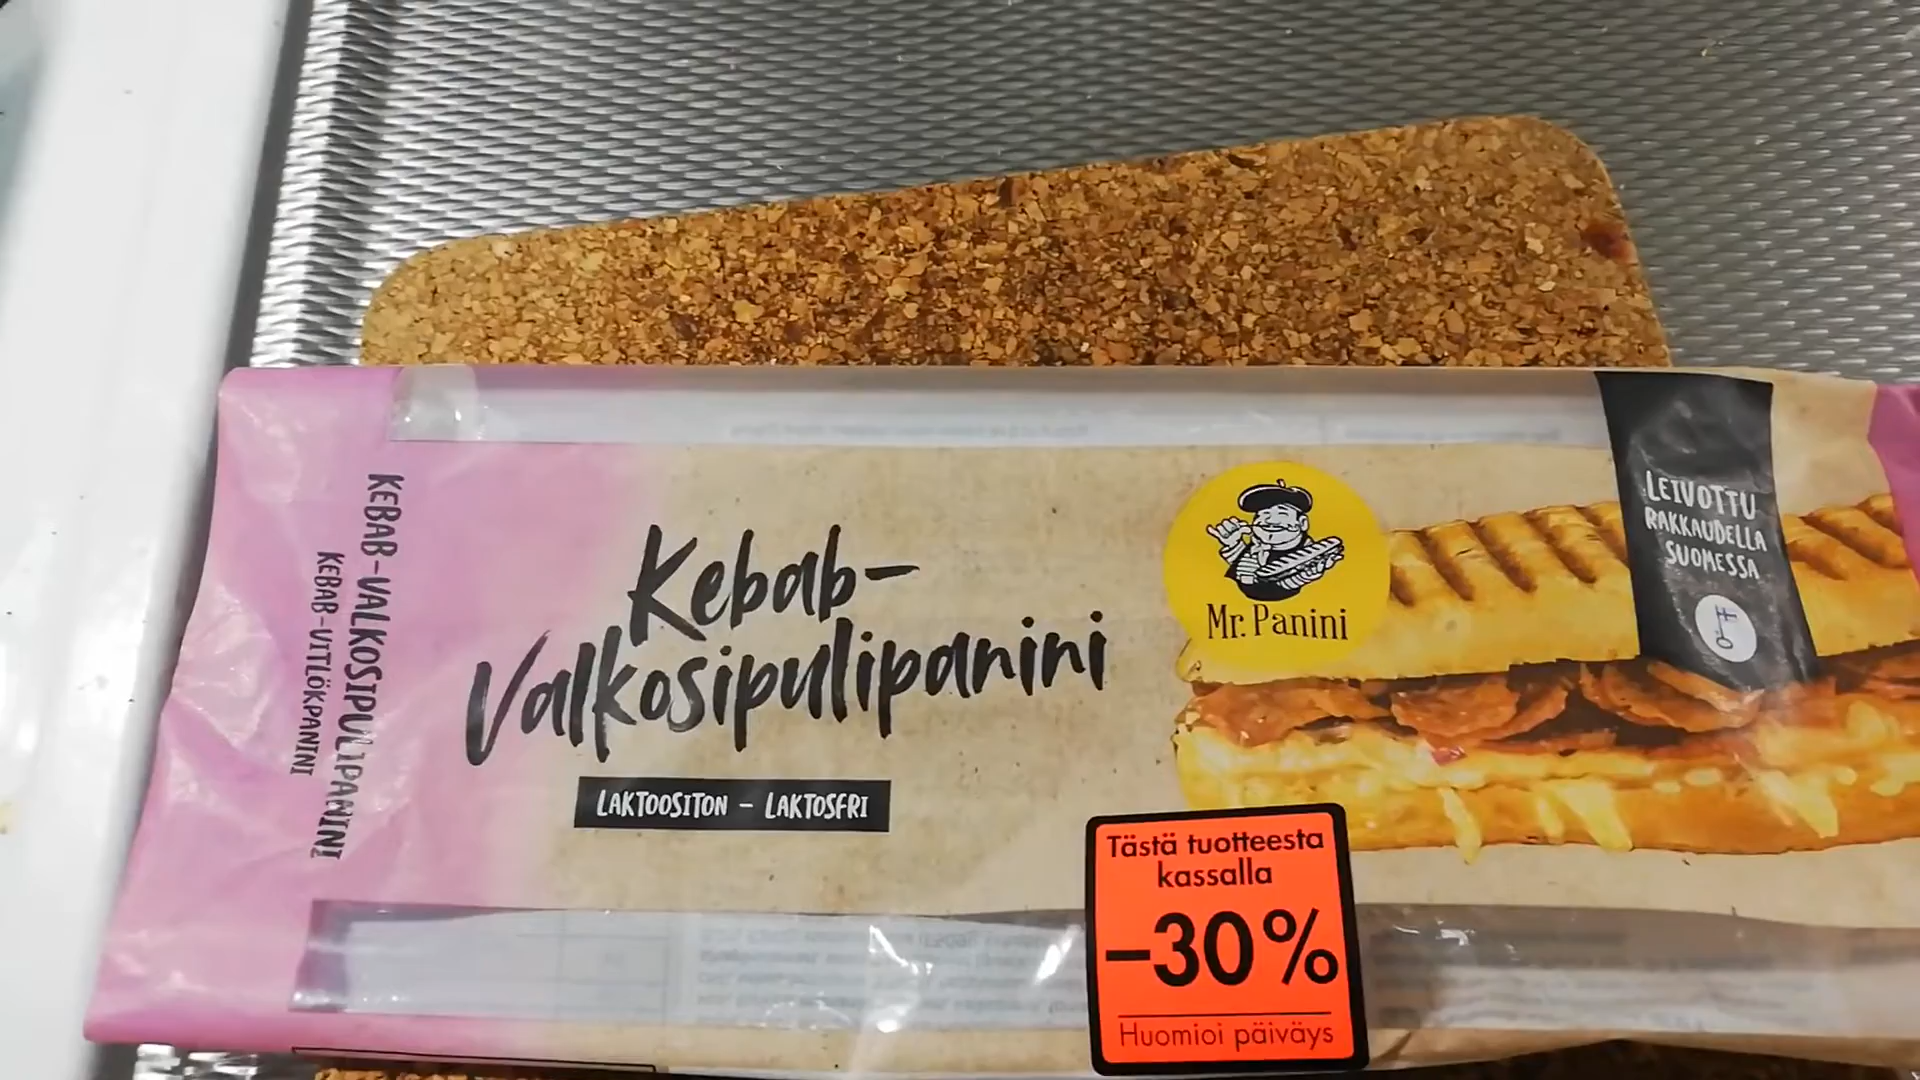 KEBAB-VALKOSIPULIPANINI
KEBAB-VITLÖKPANINI
Kebab-
Valkosipulipanini
LAKTOOSITON - LAKTOSFRI
Mr. Panini
LEIVOTTU
RAKKAUDELLA
SUOMESSA
Tästä tuotteesta
kassalla
-30%
Huomioi päiväys